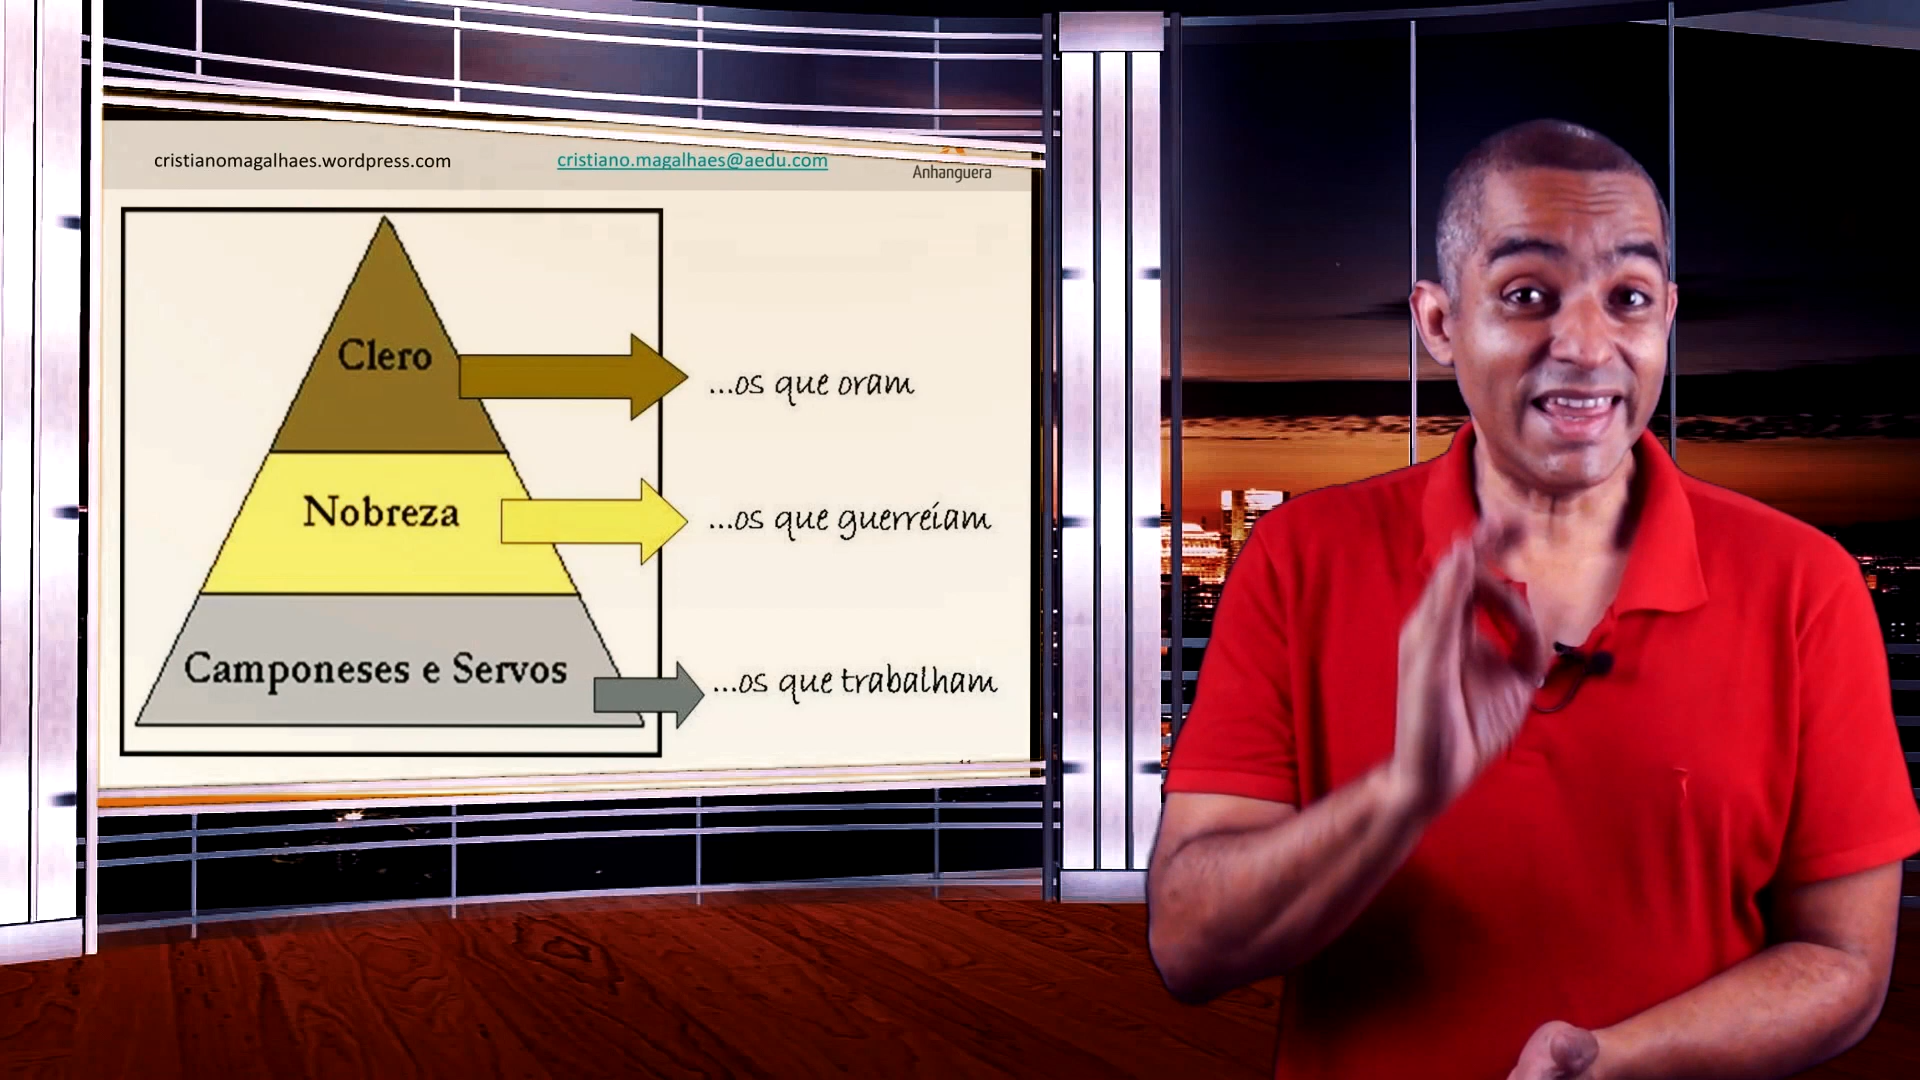 cristianomagalhaes.wordpress.com
cristiano.magalhaes@aedu.com
Anhanguera
Clero
...os que oram
Nobreza
...os que guerreiam
Camponeses e Servos
...os que trabalham